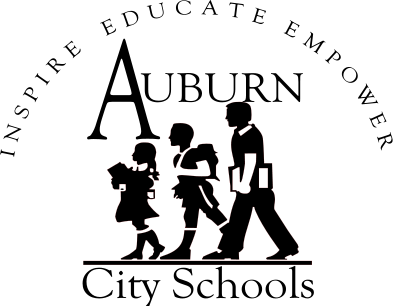 INSPIRE EDUCATE EMPOWER
AUBURN
City Schools